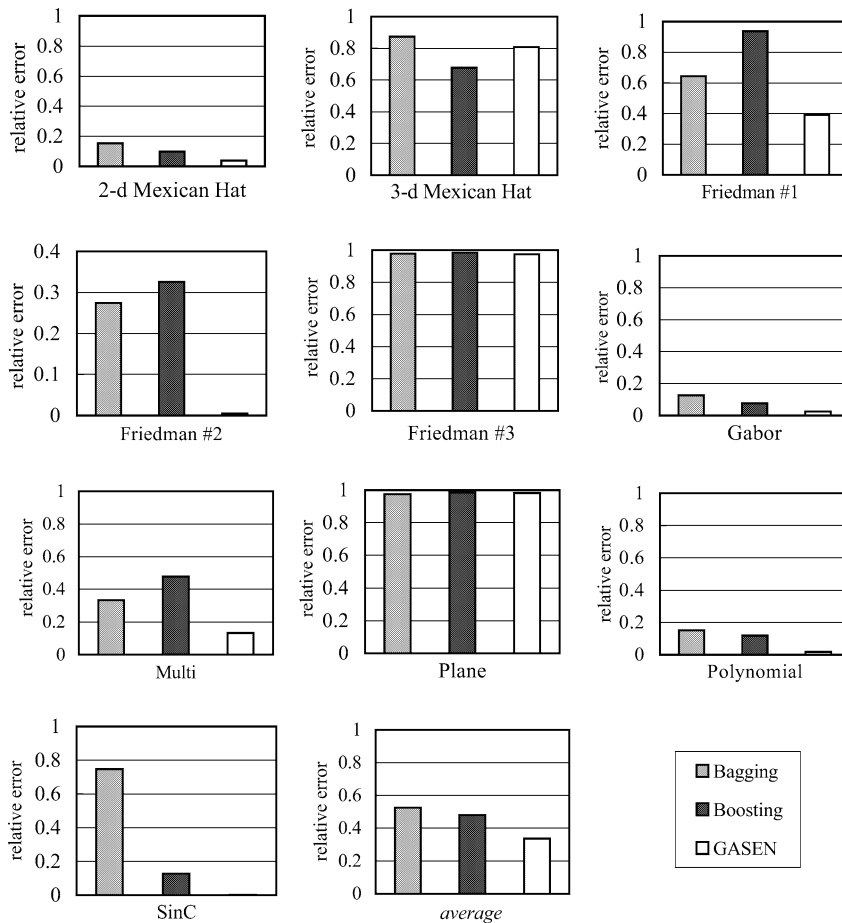 1
0.8
0.6
0.4
0.2
0
relative error
2-d Mexican Hat
1
0.8
0.6
0.4
0.2
0
relative error
3-d Mexican Hat
1
0.8
0.6
0.4
0.2
0
relative error
Friedman #1
0.4
0.3
0.2
0.1
0
relative error
Friedman #2
1
0.8
0.6
0.4
0.2
0
relative error
Friedman #3
1
0.8
0.6
0.4
0.2
0
relative error
Gabor
1
0.8
0.6
0.4
0.2
0
relative error
Multi
1
0.8
0.6
0.4
0.2
0
relative error
Plane
1
0.8
0.6
0.4
0.2
0
relative error
Polynomial
1
0.8
0.6
0.4
0.2
0
relative error
SinC
1
0.8
0.6
0.4
0.2
0
relative error
average
Bagging
Boosting
GASEN